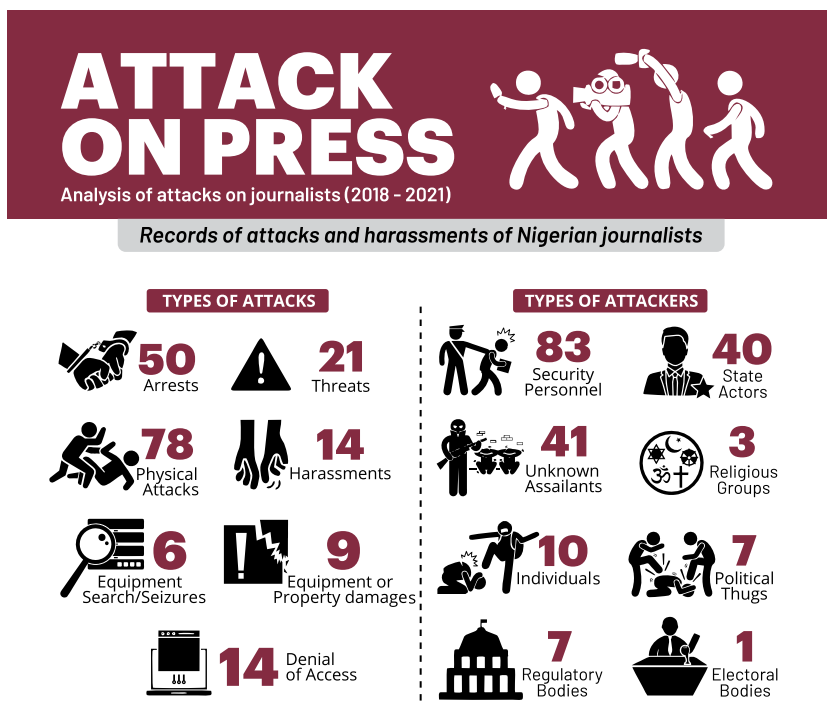 ATTACK
ON PRESS
Analysis of attacks on journalists (2018 - 2021)
Records of attacks and harassments of Nigerian journalists
TYPES OF ATTACKS
50
Arrests
21
Threats
78
Physical
Attacks
14
Harassments
6
Equipment
Search/Seizures
9
Equipment or
Property damages
14
Denial
of Access
TYPES OF ATTACKERS
83
Security
Personnel
40
State
Actors
41
Unknown
Assailants
3
Religious
Groups
10
Individuals
7
Political
Thugs
7
Regulatory
Bodies
1
Electoral
Bodies